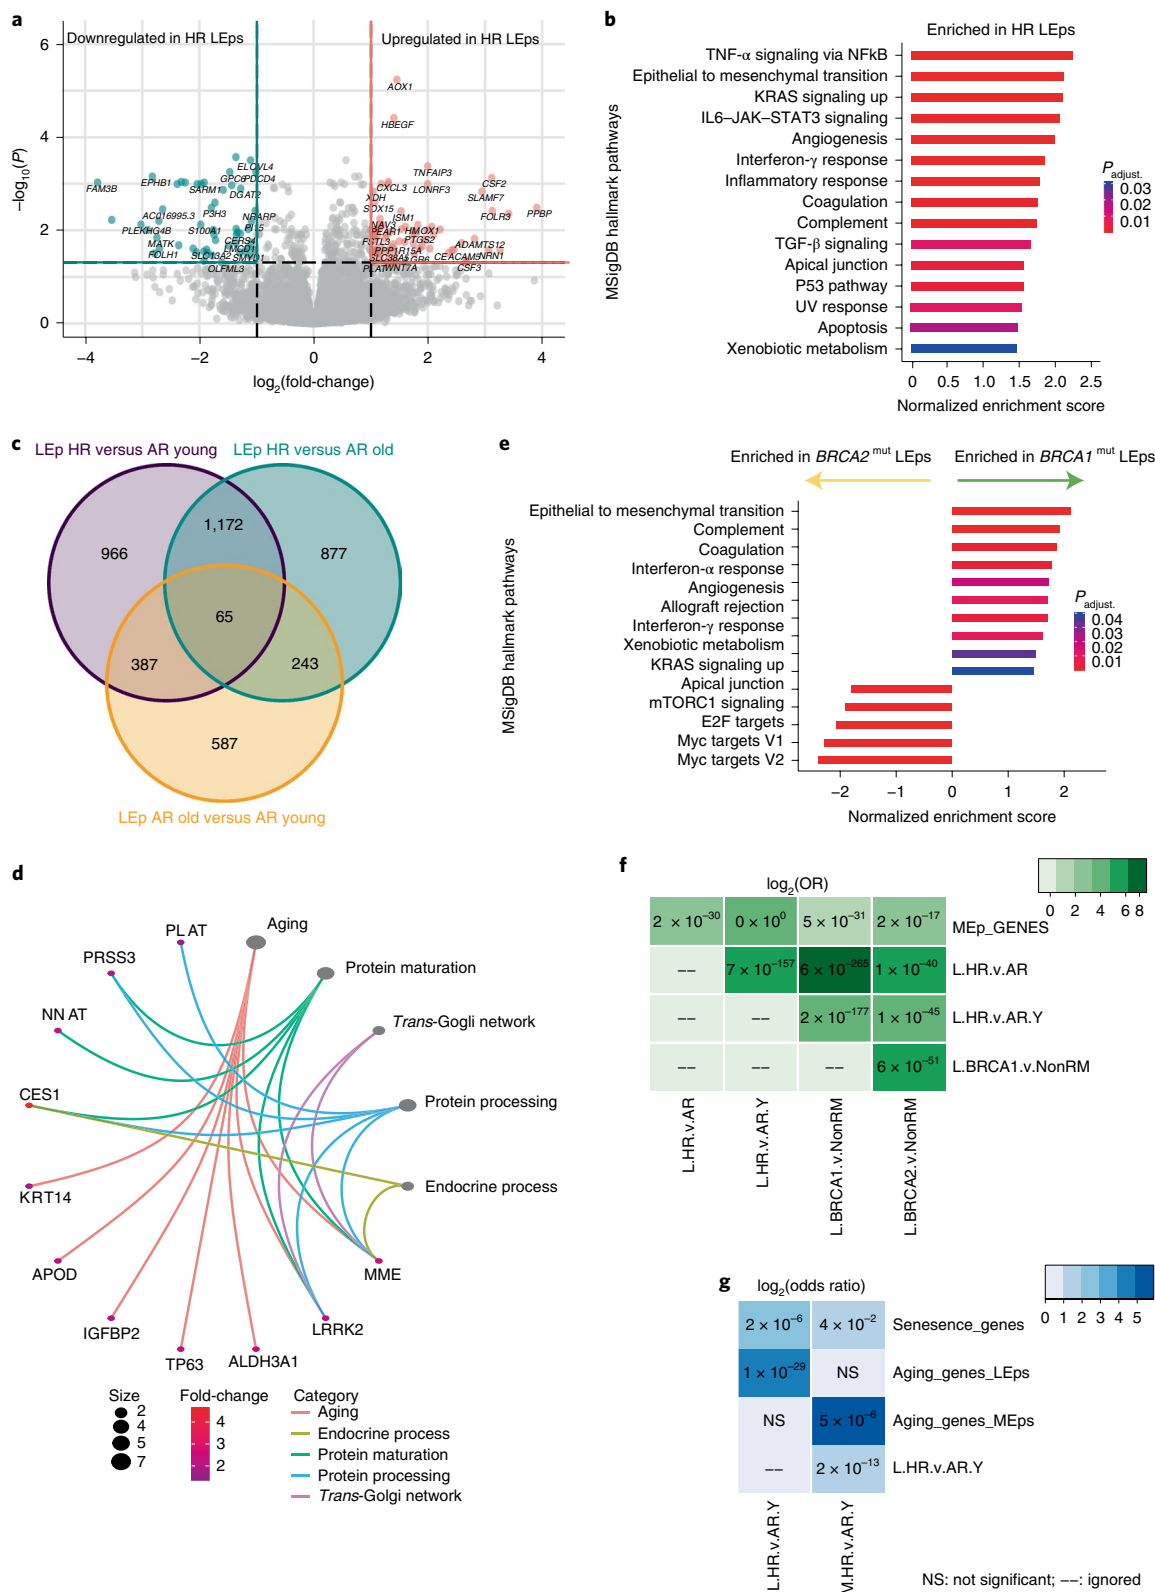 a
Downregulated in HR LEps
Upregulated in HR LEps
6
4
2
0
−log10(P)
AOX1
HBEGF
ELOVL4
GPC6
PDCD4
FAM3B
EPHB1
SARM1
DGAT2
TNFAIP3
CXCL3
LONRF3
CSF2
SLAMF7
XDH
SOX15
AC016995.3
P3H3
NRARP
ISM1
FOLR3
PPBP
PLEKHG4B
S100A1
PI15
NAV3
PEAR1
HMOX1
MATK
CERS4
FSTL3
PTGS2
ADAMTS12
FOLH1
SLC13A2
LMCD1
SMYD1
PPP1R15A
SLC38A5
CEACAM5
NRN1
OLFML3
PLAT
WNT7A
CSF3
−4
−2
0
2
4
log2(fold-change)
b
Enriched in HR LEps
MSigDB hallmark pathways
TNF-α signaling via NFkB
Epithelial to mesenchymal transition
KRAS signaling up
IL6–JAK–STAT3 signaling
Angiogenesis
Interferon-γ response
Inflammatory response
Coagulation
Complement
TGF-β signaling
Apical junction
P53 pathway
UV response
Apoptosis
Xenobiotic metabolism
Padjust.
0.03
0.02
0.01
0 0.5 1.0 1.5 2.0 2.5
Normalized enrichment score
c
LEp HR versus AR young
LEp HR versus AR old
1,172
966
877
65
387
243
587
LEp AR old versus AR young
e
Enriched in BRCA2 mut LEps
Enriched in BRCA1 mut LEps
MSigDB hallmark pathways
Epithelial to mesenchymal transition
Complement
Coagulation
Interferon-α response
Angiogenesis
Allograft rejection
Interferon-γ response
Xenobiotic metabolism
KRAS signaling up
Apical junction
mTORC1 signaling
E2F targets
Myc targets V1
Myc targets V2
Padjust.
0.04
0.03
0.02
0.01
−2 −1 0 1 2
Normalized enrichment score
d
PLAT
Aging
PRSS3
Protein maturation
NNAT
Trans-Gogli network
CES1
Protein processing
KRT14
Endocrine process
APOD
MME
IGFBP2
LRRK2
TP63
ALDH3A1
Size
2
4
5
7
Fold-change
4
3
2
Category
Aging
Endocrine process
Protein maturation
Protein processing
Trans-Golgi network
f
log2(OR)
0 2 4 6 8
2 × 10−30 0 × 100 5 × 10−31 2 × 10−17 MEp_GENES
−− 7 × 10−157 6 × 10−265 1 × 10−40 L.HR.v.AR
−− −− 2 × 10−177 1 × 10−45 L.HR.v.AR.Y
−− −− −− 6 × 10−51 L.BRCA1.v.NonRM
L.HR.v.AR
L.HR.v.AR.Y
L.BRCA1.v.NonRM
L.BRCA2.v.NonRM
g
log2(odds ratio)
0 1 2 3 4 5
2 × 10−6 4 × 10−2 Senesence_genes
1 × 10−29 NS Aging_genes_LEps
NS 5 × 10−6 Aging_genes_MEps
−− 2 × 10−13 L.HR.v.AR.Y
L.HR.v.AR.Y
M.HR.v.AR.Y
NS: not significant; −−: ignored